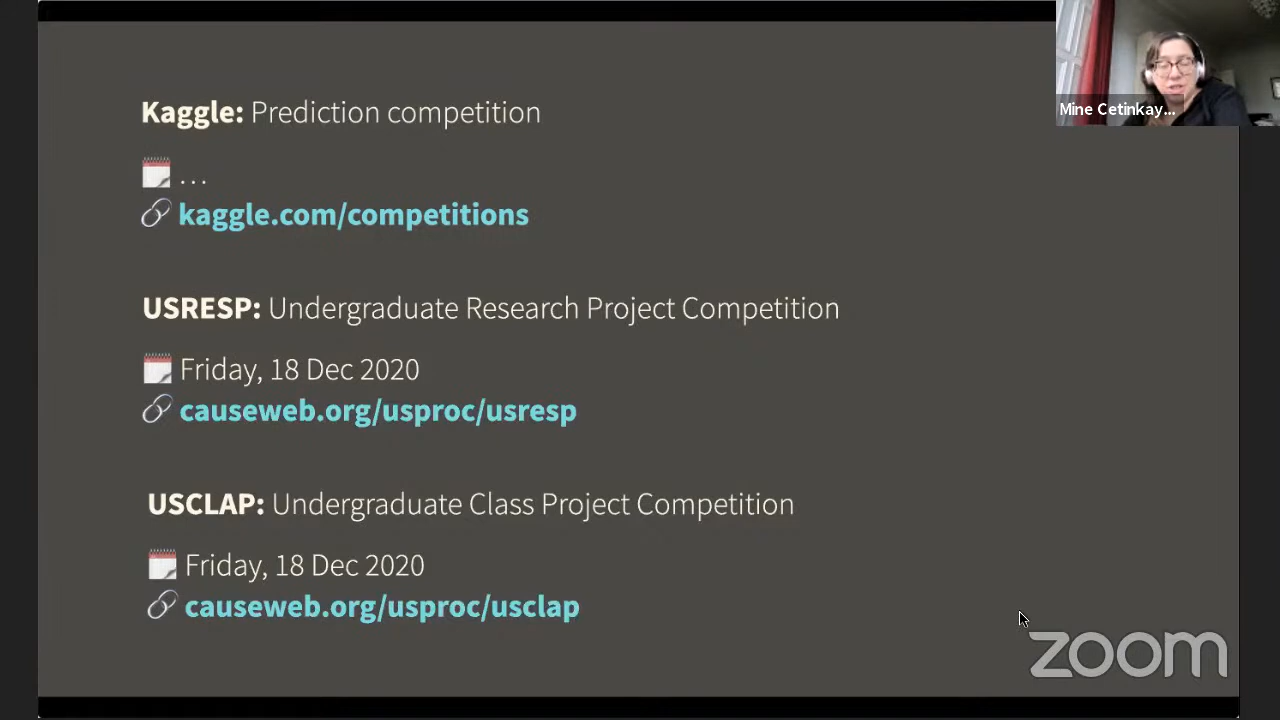 Kaggle: Prediction competition
...
kaggle.com/competitions
USRESP: Undergraduate Research Project Competition
Friday, 18 Dec 2020
causeweb.org/usproc/usresp
USCLAP: Undergraduate Class Project Competition
Friday, 18 Dec 2020
causeweb.org/usproc/usclap
Mine Cetinkay...
zoom